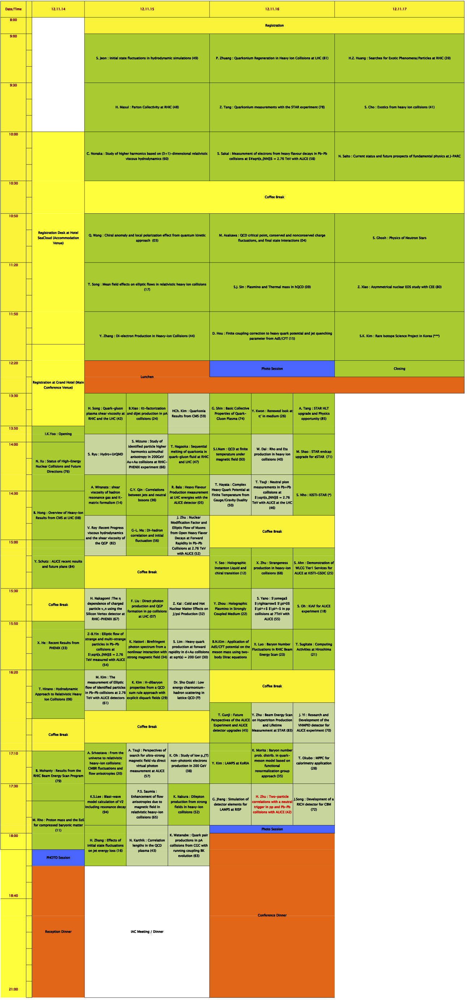 Date/Time
12.11.14
12.11.15
12.11.16
12.11.17
8:00
Registration
9:00
S. Jeon : Initial state fluctuations in hydrodynamic simulations (49)
P. Zhuang : Quarkonium Regeneration in Heavy Ion Collisions at LHC (81)
H.Z. Huang : Searches for Exotic Phenomena/Particles at RHIC (39)
9:30
H. Masui : Parton Collectivity at RHIC (48)
Z. Tang : Quarkonium measurements with the STAR experiment (78)
S. Cho : Exotics from heavy ion collisions (41)
10:00
C. Nonaka : Study of higher harmonics based on (3+1)-dimensional relativistic
viscous hydrodynamics (60)
S. Sakai : Measurement of electrons from heavy flavour decays in Pb-Pb
collisions at $¥sqrt{s_{NN}}$ = 2.76 TeV with ALICE (58)
N. Saito : Current status and future prospects of fundamental physics at J-PARC
10:30
Coffee Break
10:50
Registration Desk at Hotel
SeaCloud (Accommodation
Venue)
Q. Wang : Chiral anomaly and local polarization effect from quantum kinetic
approach (03)
M. Asakawa : QCD critical point, conserved and nonconserved charge
fluctuations, and final state interactions (04)
S. Ghosh : Physics of Neutron Stars
11:20
T. Song : Mean field effects on elliptic flows in relativistic heavy ion collisions
(17)
S.J. Sin : Plasmino and Thermal mass in hQCD (09)
Z. Xiao : Asymmetrical nuclear EOS study with CEE (80)
11:50
Y. Zhang : Di-electron Production in Heavy-ion Collisions (44)
D. Hou : Finite coupling correction to heavy quark potential and jet quenching
parameter from AdS/CFT (15)
S.K. Kim : Rare Isotope Science Project in Korea (***)
12:20
Lunchen
Photo Session
Closing
Registration at Grand Hotel (Main
Conference Venue)
13:30
H. Song : Quark-gluon
plasma shear viscosity at
RHIC and the LHC (42)
B.Xiao : Kt-factorization
and dijet production in pA
collisions (24)
HCh. Kim : Quarkonia
Results from CMS (59)
G. Shin : Basic Collective
Properties of Quark-
Gluon Plasma (74)
Y. Kwon : Renewed look at
η' in medium (26)
A. Tang : STAR HLT
upgrade and Physics
opportunity (85)
13:50
I.K.Yoo : Opening
14:00
N. Xu : Status of High-Energy
Nuclear Collisions and Future
Directions (76)
S. Ryu : Hydro+UrQMD
S. Mizuno : Study of
identified particle higher
harmonics azimuthal
anisotropy in 200GeV
Au+Au collisions at RHIC-
PHENIX experiment (66)
T. Nagaoka : Sequential
melting of quarkonia in
quark-gluon fluid at RHIC
and LHC (47)
S.I.Nam : QCD at finite
temperature under
magnetic field (93)
W. Dai : Rho and Eta
production in heavy ion
collisions (40)
M. Shao : STAR endcap
upgrade for eSTAR (71)
A. Wiranata : shear
viscosity of hadron
resonance gas and K-
matrix formalism (14)
G.Y. Qin : Correlations
between jets and neutral
bosons (36)
R. Bala : Heavy Flavour
Production measurement
at LHC energies with the
ALICE detector (05)
T. Hayata : Complex
Heavy Quark Potential at
Finite Temperature from
Gauge/Gravity Duality
(50)
T. Tsuji : Neutral pion
measurements in Pb+Pb
collisions at
$\sqrt{s_{NN}}$ = 2.76
TeV with ALICE at the LHC
(46)
S. Nho : KISTI-STAR (*)
14:30
B. Hong : Overview of Heavy-Ion
Results from CMS at LHC (08)
V. Roy :Recent Progress
viscous hydrodynamics
and the shear viscosity of
the QGP (82)
G-L. Ma : Di-hadron
correlation and initial
fluctuation (56)
J. Zhu : Nuclear
Modification Factor and
Elliptic Flow of Muons
from Open Heavy Flavor
Decays at Forward
Rapidity in Pb-Pb
Collisions at 2.76 TeV
with ALICE (52)
Coffee Break
15:00
Y. Schutz : ALICE recent results
and future plans (84)
Coffee Break
Y. Seo : Holographic
Instanton Liquid and
chiral transition (12)
X. Zhu : Strangeness
production in heavy-ion
collisions (68)
S. Ahn : Demonstration of
WLCG Tier1 Services for
ALICE at KISTI-GSDC (25)
15:30
Coffee Break
H. Nakagomi :The η
dependence of charged
particle v_n using the
Silicon Vertex detector at
RHIC-PHENIX (67)
F. Liu : Direct photon
production and QGP
formation in pp collisions
at LHC (07)
Z. Kai : Cold and Hot
Nuclear Matter Effects on
J/psi Production (32)
Y. Zhou : Holographic
Plasmino in Strongly
Coupled Medium (22)
S. Yano : $\omega$
$\rightarrow$ $\pi^0$
$\pi^+$ $\pi^-$ in pp
collisions at 7TeV with
ALICE (55)
S. Oh : KiAF for ALICE
experiment (18)
15:50
X. He : Recent Results from
PHENIX (33)
Z-B.Yin : Elliptic flow of
strange and multi-strange
particles in Pb-Pb
collisions at
$\sqrt{s_{NN}}$ = 2.76
TeV measured with ALICE
(54)
K. Hattori : Birefringent
photon spectrum from a
nonlinear interaction with
strong magnetic field (34)
S. Lim : Heavy quark
production at forward
rapidity in d+Au collisions
at sqrt(s) = 200 GeV (30)
B.N.Kim : Application of
AdS/CFT potential on the
meson mass using two-
body Dirac equations
X. Luo : Baryon Number
Fluctuations in RHIC Beam
Energy Scan (23)
T. Sugitate : Computing
Activities at Hiroshima
(21)
16:20
T. Hirano : Hydrodynamic
Approach to Relativistic Heavy
Ion Collisions (06)
M. Kim : The
measurement of Elliptic
flow of identified particles
in Pb-Pb collisions at 2.76
TeV with ALICE detectors
(61)
K. Kim : H-dibaryon
properties from a QCD
sum rule approach with
explicit diquark fields (29)
Dr. Sho Ozaki : Low
energy charmonium-
hadron scattering in
lattice QCD (??)
Coffee Break
Coffee Break
Coffee Break
T. Gunji : Future
Perspectives of the ALICE
Experiment and ALICE
detector upgrades (45)
Y. Zhu : Beam Energy Scan
on Hypertriton Production
and Lifetime
Measurement at STAR (83)
J. Yi : Research and
Development of the
VHMPID detector for
ALICE experiment (70)
17:10
B. Mohanty : Results from the
RHIC Beam Energy Scan Program
(79)
A. Srivastava : From the
universe to relativistic
heavy-ion collisions:
CMBR fluctuations and
flow anisotropies (20)
A. Tsuji : Perspectives of
search for ultra-strong
magnetic field via direct
virtual photon
measurement at ALICE
(57)
K. Oh : Study of low p_{T}
non-photonic electrons
production in 200 GeV
(38)
Y. Kim : LAMPS at KoRIA
K. Morita : Baryon number
prob. distrib. in quark-
meson model based on
functional
renormalization group
approach (35)
T. Okubo : MPPC for
calorimetry application
(28)
17:30
M. Rho : Proton mass and the EoS
for compressed baryonic matter
(11)
K.S.Lee : Blast-wave
model calculation of V2
including resonance decay
(94)
P.S. Saumia :
Enhancement of flow
anisotropies due to
magnetic field in
relativistic heavy-ion
collisions (65)
K. Itakura : Dilepton
production from strong
fields in heavy-ion
collisions (52)
G. Jhang : Simulation of
detector elements for
LAMPS at RISP
H. Zhu : Two-particle
correlations with a neutral
trigger in pp and Pb-Pb
collisions with ALICE (42)
J.Song : Development of a
RICH detector for CBM
(72)
Photo Session
18:00
H. Zhang : Effects of
initial state fluctuations
on jet energy loss (16)
N. Karthik : Correlation
lengths in the QCD
plasma (43)
K. Watanabe : Quark pair
productions in pA
collisions from CGC with
running coupling BK
evolution (63)
PHOTO Session
18:40
Conference Dinner
Reception Dinner
IAC Meeting / Dinner
21:00